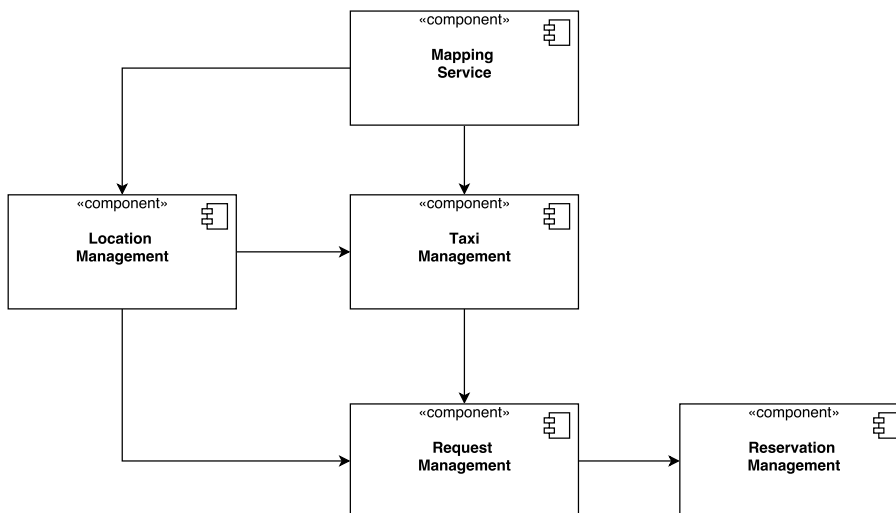 «component»
Mapping
Service
«component»
Location
Management
«component»
Taxi
Management
«component»
Request
Management
«component»
Reservation
Management